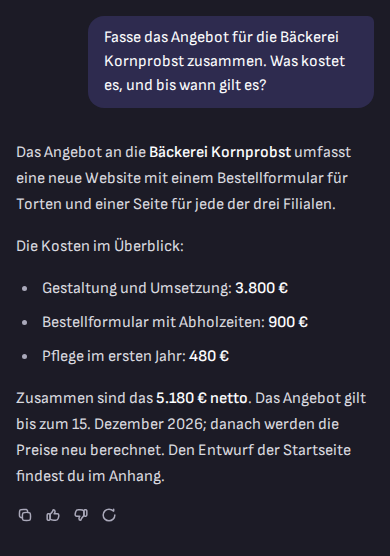 Fasse das Angebot für die Bäckerei
Kornprobst zusammen. Was kostet
es, und bis wann gilt es?
Das Angebot an die Bäckerei Kornprobst umfasst
eine neue Website mit einem Bestellformular für
Torten und einer Seite für jede der drei Filialen.
Die Kosten im Überblick:
• Gestaltung und Umsetzung: 3.800 €
• Bestellformular mit Abholzeiten: 900 €
• Pflege im ersten Jahr: 480 €
Zusammen sind das 5.180 € netto. Das Angebot gilt
bis zum 15. Dezember 2026; danach werden die
Preise neu berechnet. Den Entwurf der Startseite
findest du im Anhang.